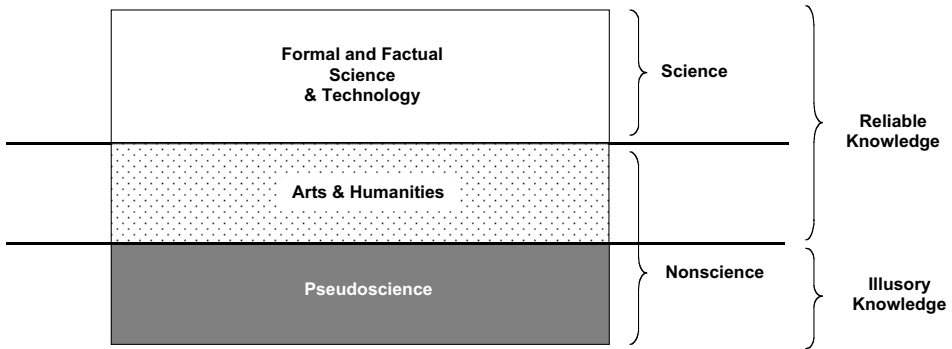 Formal and Factual
Science
& Technology
Science
Reliable
Knowledge
Arts & Humanities
Pseudoscience
Nonscience
Illusory
Knowledge